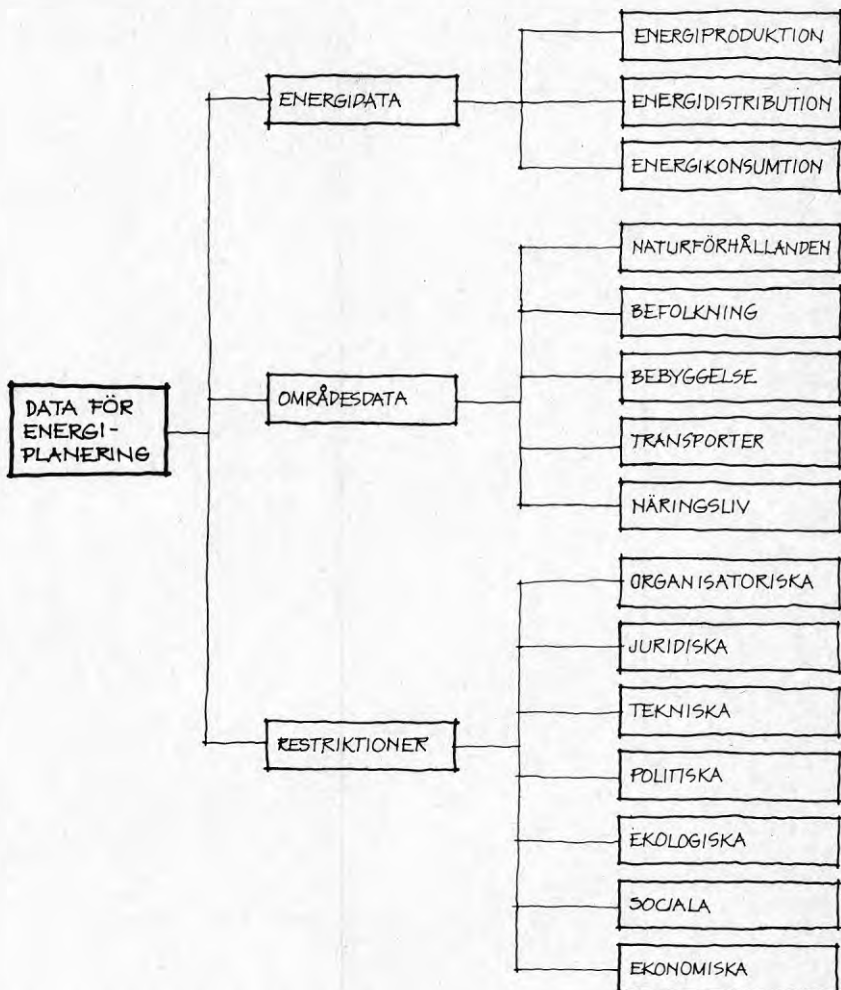 DATA FÖR
ENERGI-
PLANERING
ENERGIDATA
ENERGIPRODUKTION
ENERGIDISTRIBUTION
ENERGIKONSUMTION
OMRÅDESDATA
NATURFÖRHÅLLANDEN
BEFOLKNING
BEBYGGELSE
TRANSPORTER
NÄRINGSLIV
RESTRIKTIONER
ORGANISATORISKA
JURIDISKA
TEKNISKA
POLITISKA
EKOLOGISKA
SOCIALA
EKONOMISKA